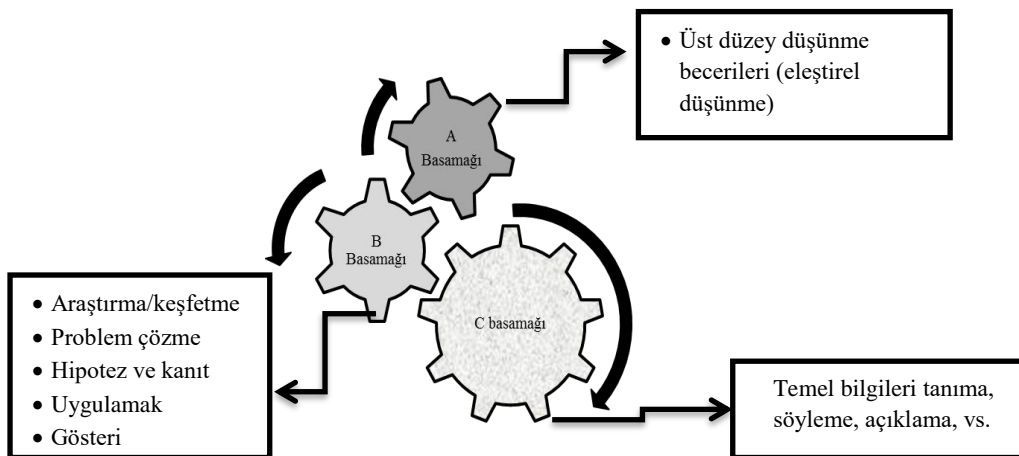 • Üst düzey düşünme
becerileri (eleştirel
düşünme)
A
Basamağı
B
Basamağı
C basamağı
• Araştırma/keşfetme
• Problem çözme
• Hipotez ve kanıt
• Uygulamak
• Gösteri
Temel bilgileri tanıma,
söyleme, açıklama, vs.